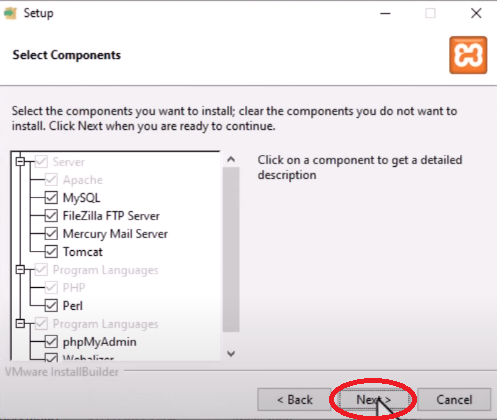 Setup
Select Components
Select the components you want to install; clear the components you do not want to
install. Click Next when you are ready to continue.
Server
Apache
MySQL
FileZilla FTP Server
Mercury Mail Server
Tomcat
Program Languages
PHP
Perl
Program Languages
phpMyAdmin
Webalizer
Click on a component to get a detailed
description
VMware InstallBuilder
< Back
Next >
Cancel